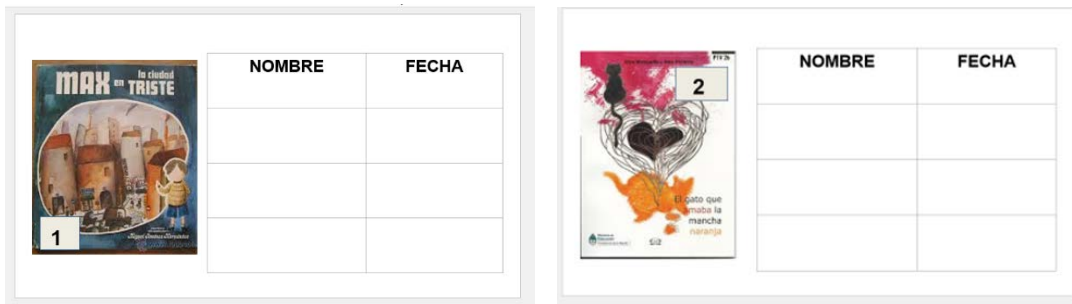 MAX en la ciudad TRISTE
1
NOMBRE FECHA
2
El gato que
amaba la
mancha
naranja
NOMBRE FECHA